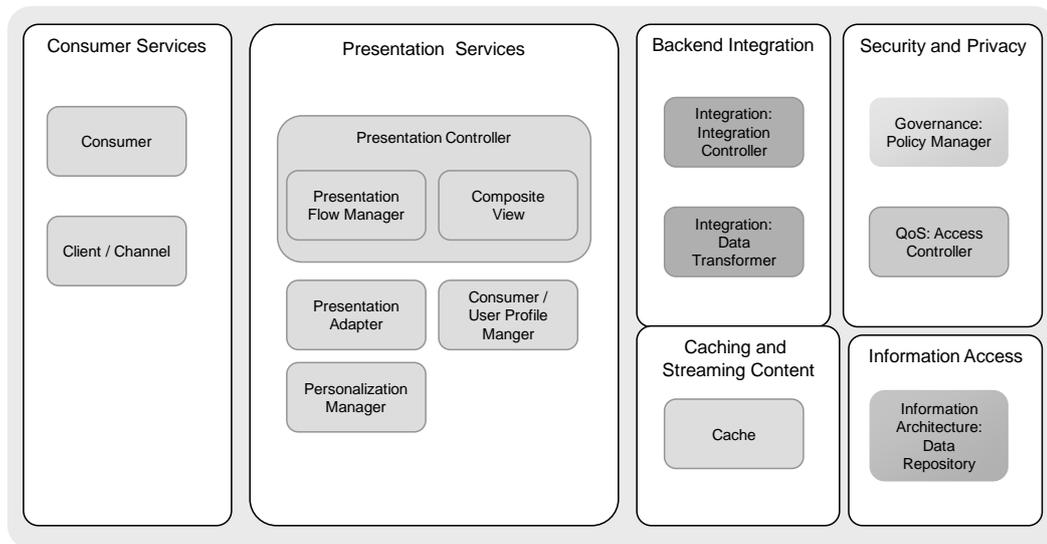 Consumer Services
Consumer
Client / Channel
Presentation Services
Presentation Controller
Presentation
Flow Manager
Composite
View
Presentation
Adapter
Consumer /
User Profile
Manger
Personalization
Manager
Backend Integration
Integration:
Integration
Controller
Integration:
Data
Transformer
Security and Privacy
Governance:
Policy Manager
QoS: Access
Controller
Caching and
Streaming Content
Cache
Information Access
Information
Architecture:
Data
Repository